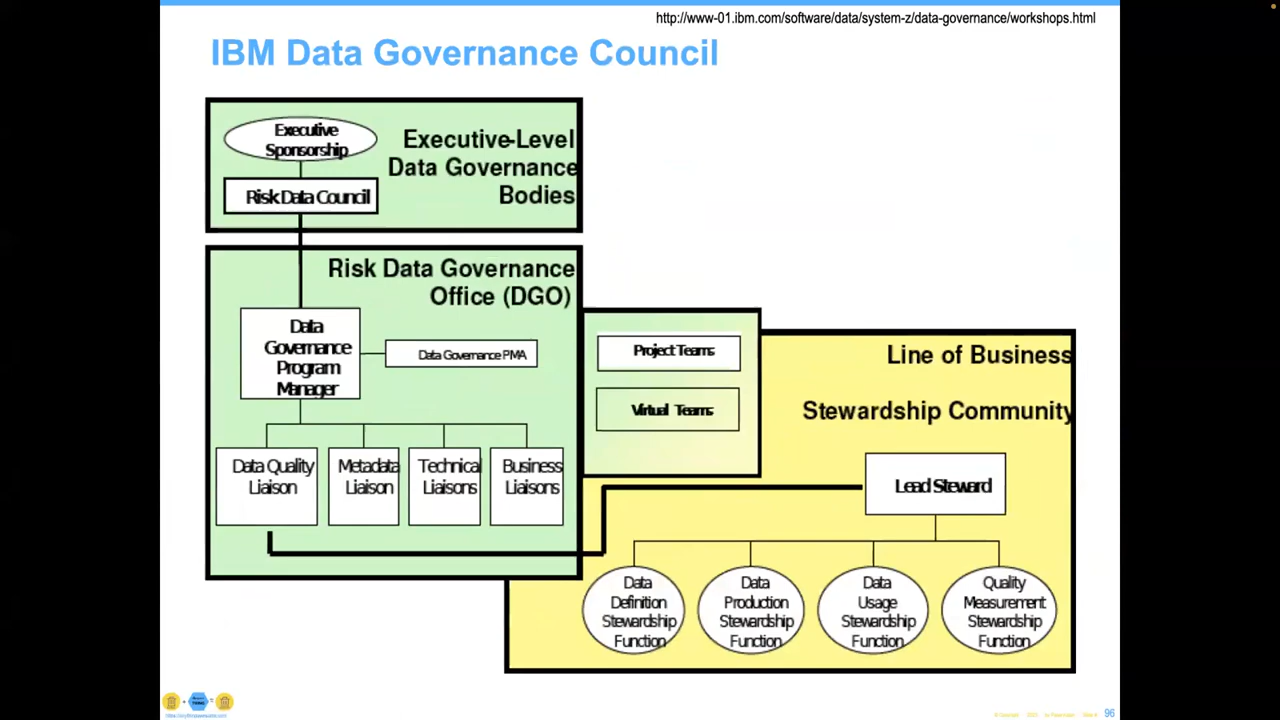 http://www-01.ibm.com/software/data/system-z/data-governance/workshops.html
IBM Data Governance Council
Executive
Sponsorship
Risk Data Council
Executive-Level
Data Governance
Bodies
Risk Data Governance
Office (DGO)
Data
Governance
Program
Manager
Data Governance PMA
Data Quality
Liaison
Metadata
Liaison
Technical
Liaisons
Business
Liaisons
Project Teams
Virtual Teams
Line of Business
Stewardship Community
Lead Steward
Data
Definition
Stewardship
Function
Data
Production
Stewardship
Function
Data
Usage
Stewardship
Function
Quality
Measurement
Stewardship
Function
96